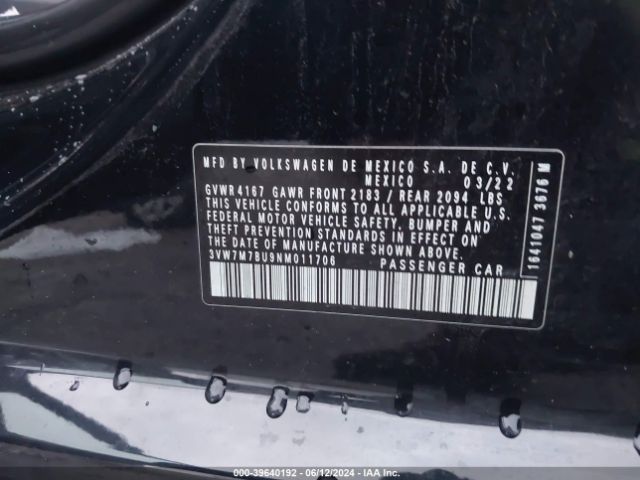 MFD BY VOLKSWAGEN DE MEXICO S.A. DE C.V.
MEXICO 03/22
GVWR 4167 GAWR FRONT 2183 / REAR 2094 LBS
THIS VEHICLE CONFORMS TO ALL APPLICABLE U.S.
FEDERAL MOTOR VEHICLE SAFETY, BUMPER AND
THEFT PREVENTION STANDARDS IN EFFECT ON
THE DATE OF MANUFACTURE SHOWN ABOVE.
3VW7M7BU9NM011706 PASSENGER CAR
1641047 3676 M
000-39640192 - 06/12/2024 - IAA Inc.